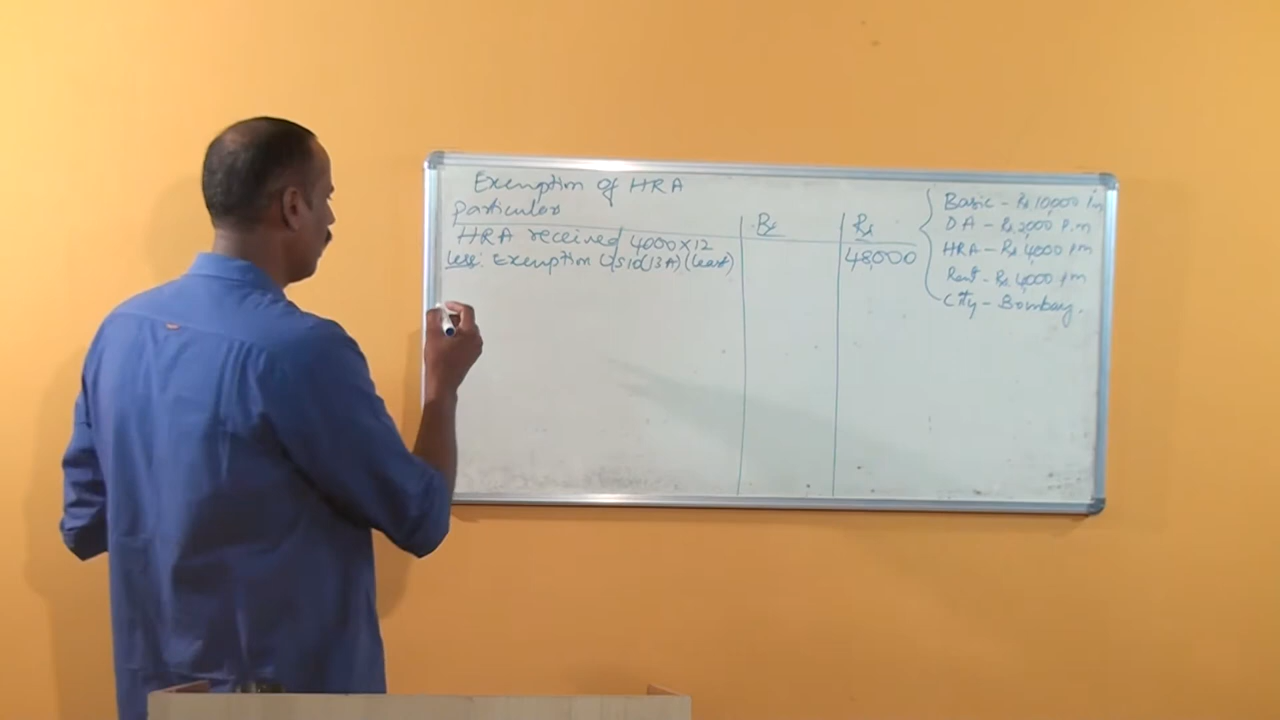 Exemption of HRA
Particulars Rs Rs
HRA received 4000 X 12 48,000
Less: Exemption U/S 10(13A) (Least)
Basic - Rs 10,000 P.m
DA - Rs. 2000 P.m
HRA - Rs 4000 pm
Rent - Rs. 4000 pm
City - Bombay.